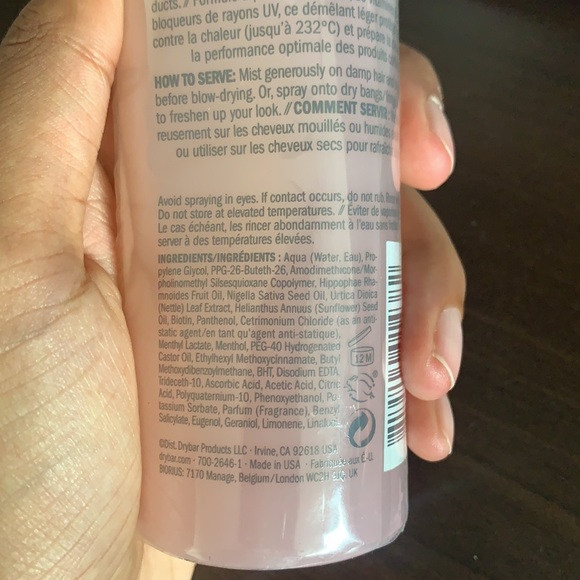 ducts. // Formule
bloqueurs de rayons UV, ce démêlant léger
contre la chaleur (jusqu'à 232°C) et prépare
la performance optimale des produits
HOW TO SERVE: Mist generously on damp hair
before blow-drying. Or, spray onto dry bangs
to freshen up your look. // COMMENT SERVIR:
reusement sur les cheveux mouillés ou humides
ou utiliser sur les cheveux secs pour
Avoid spraying in eyes. If contact occurs, do not rub.
Do not store at elevated temperatures. // Éviter de
Le cas échéant, les rincer abondamment à l'eau sans
server à des températures élevées.
INGREDIENTS/INGRÉDIENTS : Aqua (Water, Eau), Pro-
pylene Glycol, PPG-26-Buteth-26, Amodimethicone/Mor-
pholinomethyl Silsesquioxane Copolymer, Hippophae Rha-
mnoides Fruit Oil, Nigella Sativa Seed Oil, Urtica Dioica
(Nettle) Leaf Extract, Helianthus Annuus (Sunflower) Seed
Oil, Biotin, Panthenol, Cetrimonium Chloride (as an anti-
static agent/en tant qu'agent anti-statique),
Menthyl Lactate, Menthol, PEG-40 Hydrogenated
Castor Oil, Ethylhexyl Methoxycinnamate, Butyl
Methoxydibenzoylmethane, BHT, Disodium EDTA,
Trideceth-10, Ascorbic Acid, Acetic Acid, Citric
Acid, Polyquaternium-10, Phenoxyethanol, Po-
tassium Sorbate, Parfum (Fragrance), Benzyl
Salicylate, Eugenol, Geraniol, Limonene, Linalool
12 M
©Dist. Drybar Products LLC · Irvine, CA 92618 USA
drybar.com · 700-2646-1 · Made in USA · Fabriquée aux É.-U.
BIORIUS: 7170 Manage, Belgium/London WC2H UK